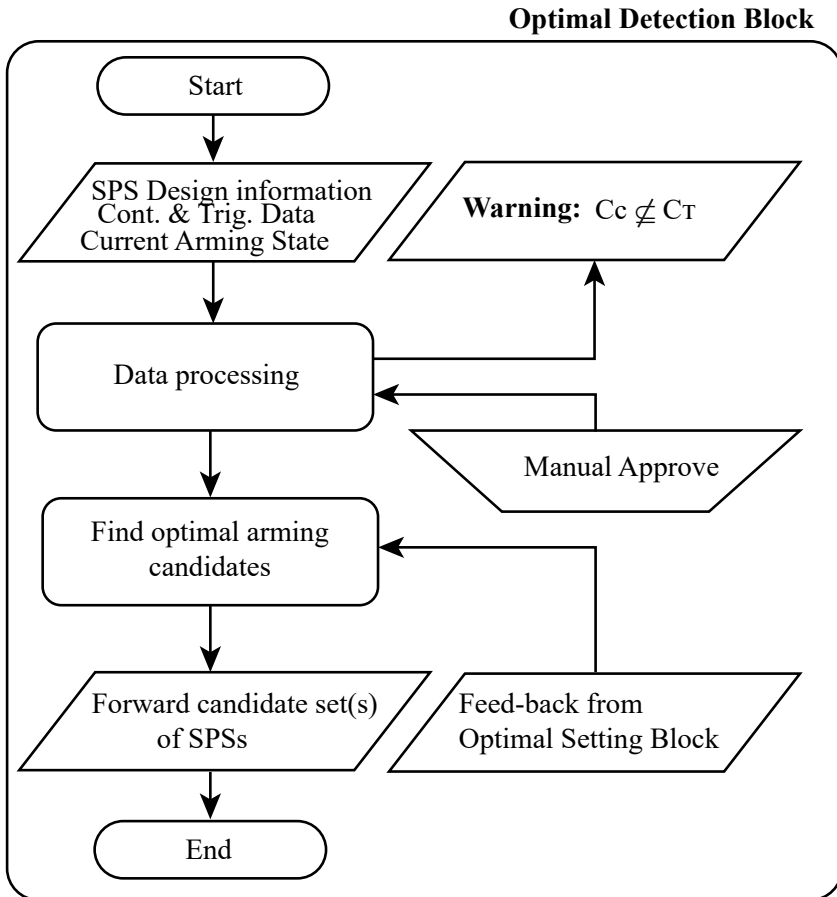 Optimal Detection Block
Start
SPS Design information
Cont. & Trig. Data
Current Arming State
Warning: Cc ⊈ CT
Data processing
Manual Approve
Find optimal arming
candidates
Forward candidate set(s)
of SPSs
Feed-back from
Optimal Setting Block
End